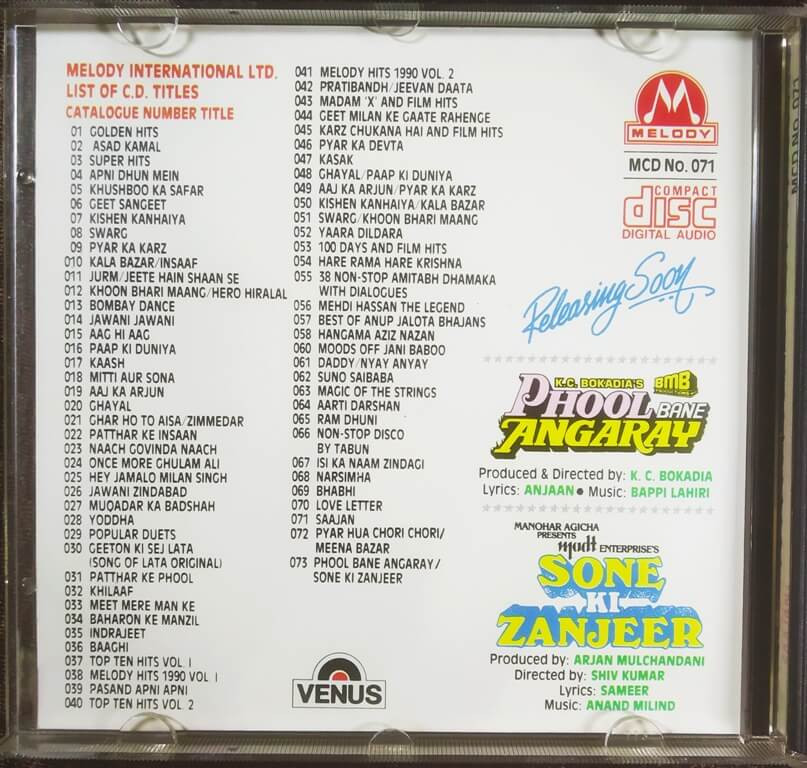 MELODY INTERNATIONAL LTD.
LIST OF C.D. TITLES
CATALOGUE NUMBER TITLE
01 GOLDEN HITS
02 ASAD KAMAL
03 SUPER HITS
04 APNI DHUN MEIN
05 KHUSHBOO KA SAFAR
06 GEET SANGEET
07 KISHEN KANHAIYA
08 SWARG
09 PYAR KA KARZ
010 KALA BAZAR/INSAAF
011 JURM/JEETE HAIN SHAAN SE
012 KHOON BHARI MAANG/HERO HIRALAL
013 BOMBAY DANCE
014 JAWANI JAWANI
015 AAG HI AAG
016 PAAP KI DUNIYA
017 KAASH
018 MITTI AUR SONA
019 AAJ KA ARJUN
020 GHAYAL
021 GHAR HO TO AISA/ZIMMEDAR
022 PATTHAR KE INSAAN
023 NAACH GOVINDA NAACH
024 ONCE MORE GHULAM ALI
025 HEY JAMALO MILAN SINGH
026 JAWANI ZINDABAD
027 MUQADAR KA BADSHAH
028 YODDHA
029 POPULAR DUETS
030 GEETON KI SEJ LATA
(SONG OF LATA ORIGINAL)
031 PATTHAR KE PHOOL
032 KHILAAF
033 MEET MERE MAN KE
034 BAHARON KE MANZIL
035 INDRAJEET
036 BAAGHI
037 TOP TEN HITS VOL. I
038 MELODY HITS 1990 VOL. I
039 PASAND APNI APNI
040 TOP TEN HITS VOL. 2
041 MELODY HITS 1990 VOL. 2
042 PRATIBANDH/JEEVAN DAATA
043 MADAM 'X' AND FILM HITS
044 GEET MILAN KE GAATE RAHENGE
045 KARZ CHUKANA HAI AND FILM HITS
046 PYAR KA DEVTA
047 KASAK
048 GHAYAL/PAAP KI DUNIYA
049 AAJ KA ARJUN/PYAR KA KARZ
050 KISHEN KANHAIYA/KALA BAZAR
051 SWARG/KHOON BHARI MAANG
052 YAARA DILDARA
053 100 DAYS AND FILM HITS
054 HARE RAMA HARE KRISHNA
055 38 NON-STOP AMITABH DHAMAKA
WITH DIALOGUES
056 MEHDI HASSAN THE LEGEND
057 BEST OF ANUP JALOTA BHAJANS
058 HANGAMA AZIZ NAZAN
060 MOODS OFF JANI BABOO
061 DADDY/NYAY ANYAY
062 SUNO SAIBABA
063 MAGIC OF THE STRINGS
064 AARTI DARSHAN
065 RAM DHUNI
066 NON-STOP DISCO
BY TABUN
067 ISI KA NAAM ZINDAGI
068 NARSIMHA
069 BHABHI
070 LOVE LETTER
071 SAAJAN
072 PYAR HUA CHORI CHORI/
MEENA BAZAR
073 PHOOL BANE ANGARAY/
SONE KI ZANJEER
VENUS
MELODY
MCD No. 071
COMPACT
disc
DIGITAL AUDIO
Releasing Soon
K.C. BOKADIA'S
BMB
PHOOL BANE
ANGARAY
Produced & Directed by: K. C. BOKADIA
Lyrics: ANJAAN • Music: BAPPI LAHIRI
MANOHAR AGICHA
PRESENTS
ENTERPRISE'S
SONE
KI
ZANJEER
Produced by: ARJAN MULCHANDANI
Directed by: SHIV KUMAR
Lyrics: SAMEER
Music: ANAND MILIND
MCD No. 071